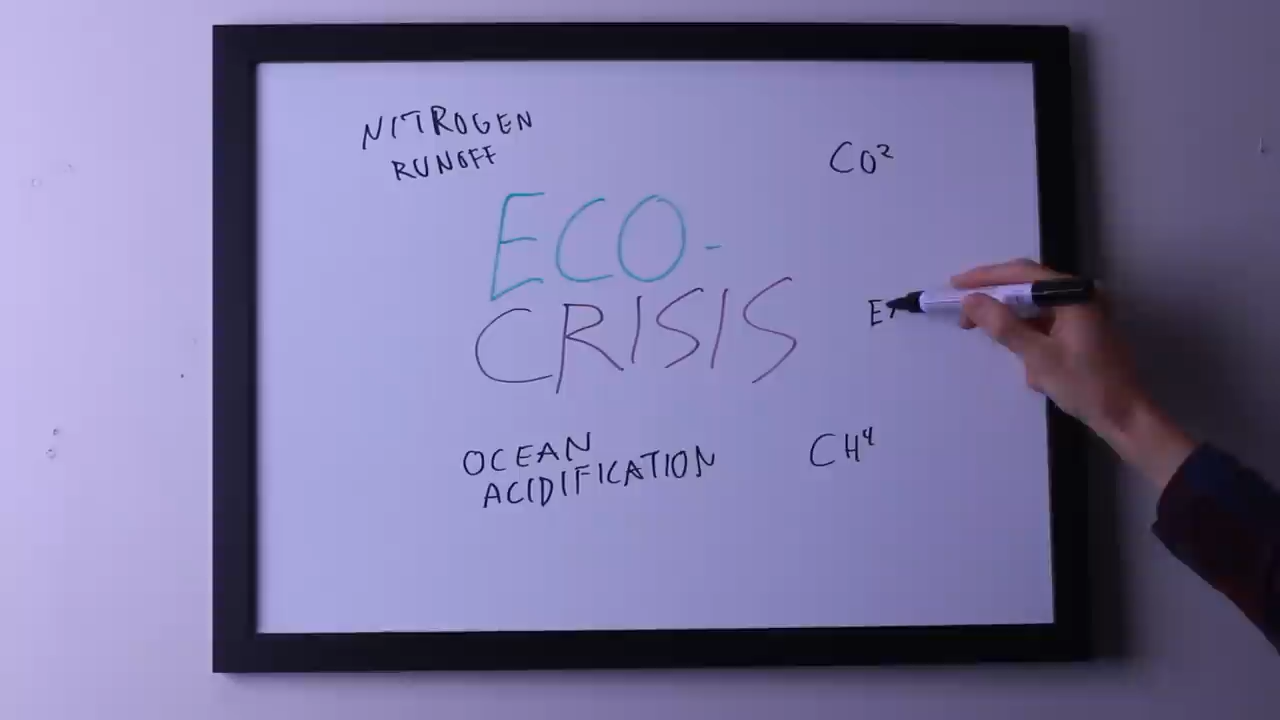 NITROGEN
RUNOFF
CO²
ECO-
CRISIS
E
OCEAN
ACIDIFICATION
CH⁴